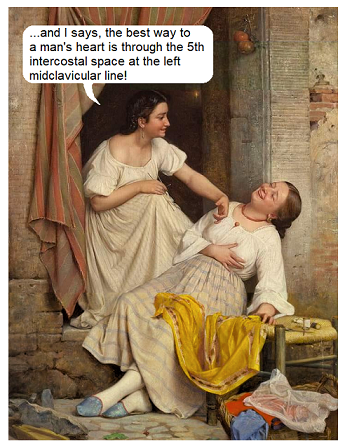 ...and I says, the best way to
a man's heart is through the 5th
intercostal space at the left
midclavicular line!